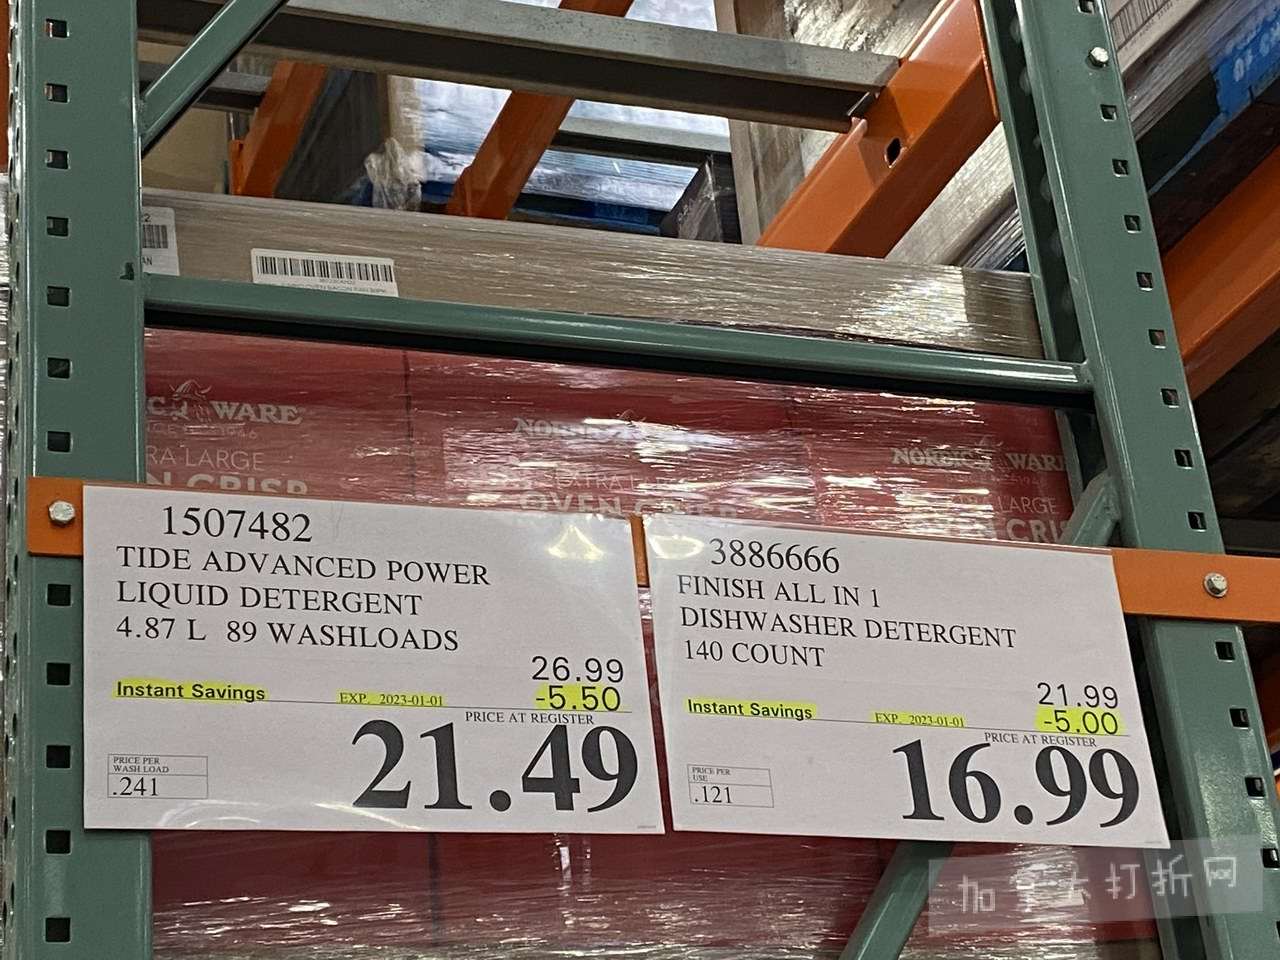 NORDIC WARE
EXTRA LARGE
NORDIC WARE
LARGE
1507482
TIDE ADVANCED POWER
LIQUID DETERGENT
4.87 L 89 WASHLOADS
26.99
Instant Savings EXP. 2023-01-01 -5.50
PRICE AT REGISTER
21.49
PRICE PER
WASH LOAD
.241
3886666
FINISH ALL IN 1
DISHWASHER DETERGENT
140 COUNT
21.99
Instant Savings EXP. 2023-01-01 -5.00
PRICE AT REGISTER
16.99
PRICE PER
USE
.121
加拿大打折网